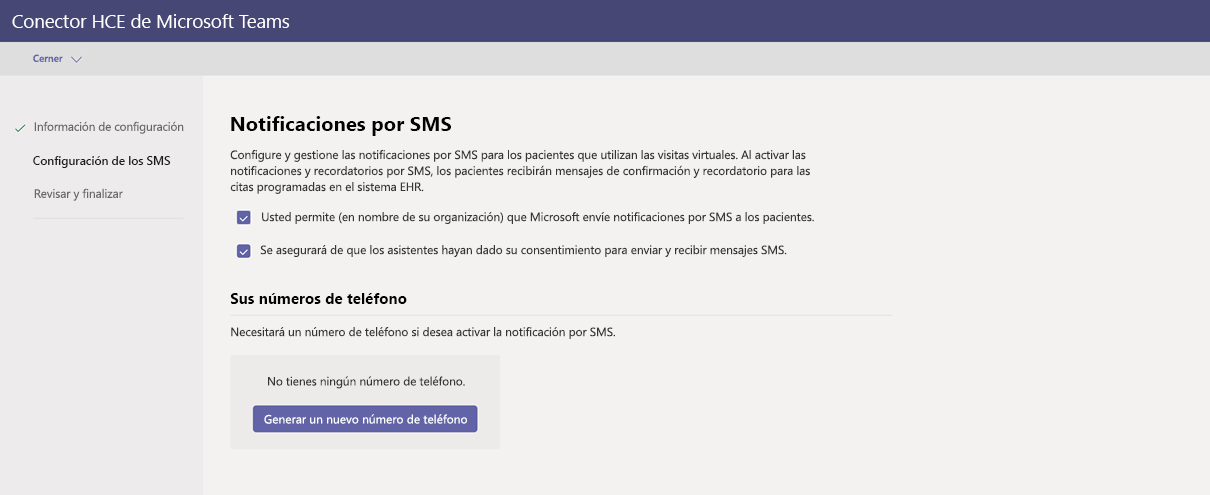 Conector HCE de Microsoft Teams
Cerner
Información de configuración
Configuración de los SMS
Revisar y finalizar
Notificaciones por SMS
Configure y gestione las notificaciones por SMS para los pacientes que utilizan las visitas virtuales. Al activar las
notificaciones y recordatorios por SMS, los pacientes recibirán mensajes de confirmación y recordatorio para las
citas programadas en el sistema EHR.
Usted permite (en nombre de su organización) que Microsoft envíe notificaciones por SMS a los pacientes.
Se asegurará de que los asistentes hayan dado su consentimiento para enviar y recibir mensajes SMS.
Sus números de teléfono
Necesitará un número de teléfono si desea activar la notificación por SMS.
No tienes ningún número de teléfono.
Generar un nuevo número de teléfono